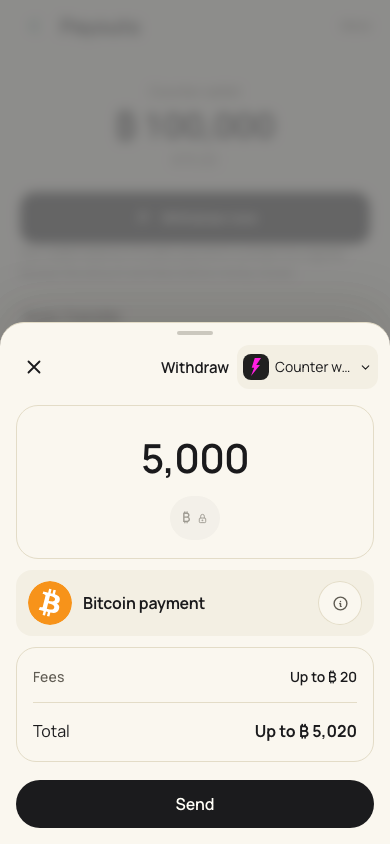 Withdraw
Counter w...
5,000
₿
Bitcoin payment
Fees
Up to ₿ 20
Total
Up to ₿ 5,020
Send